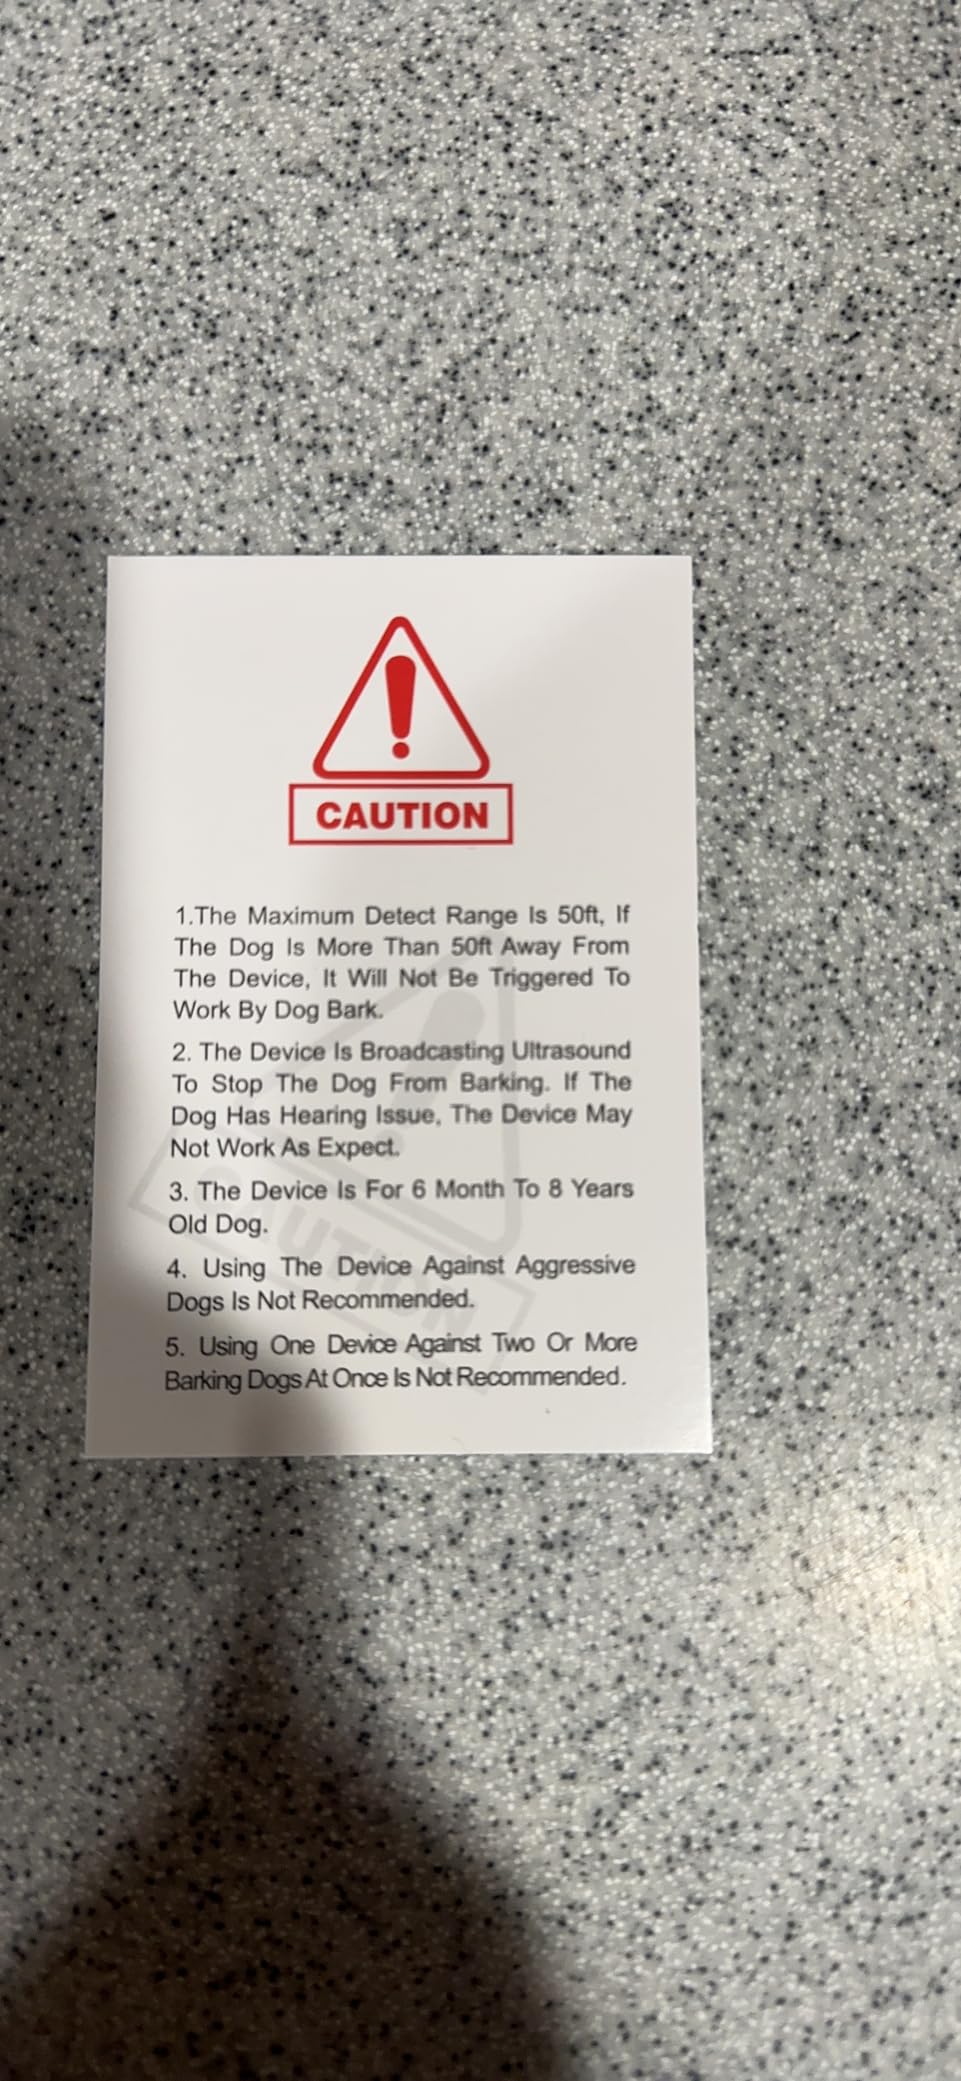 CAUTION
1.The Maximum Detect Range Is 50ft, If
The Dog Is More Than 50ft Away From
The Device, It Will Not Be Triggered To
Work By Dog Bark.
2. The Device Is Broadcasting Ultrasound
To Stop The Dog From Barking. If The
Dog Has Hearing Issue, The Device May
Not Work As Expect.
3. The Device Is For 6 Month To 8 Years
Old Dog.
4. Using The Device Against Aggressive
Dogs Is Not Recommended.
5. Using One Device Against Two Or More
Barking Dogs At Once Is Not Recommended.
CAUTION